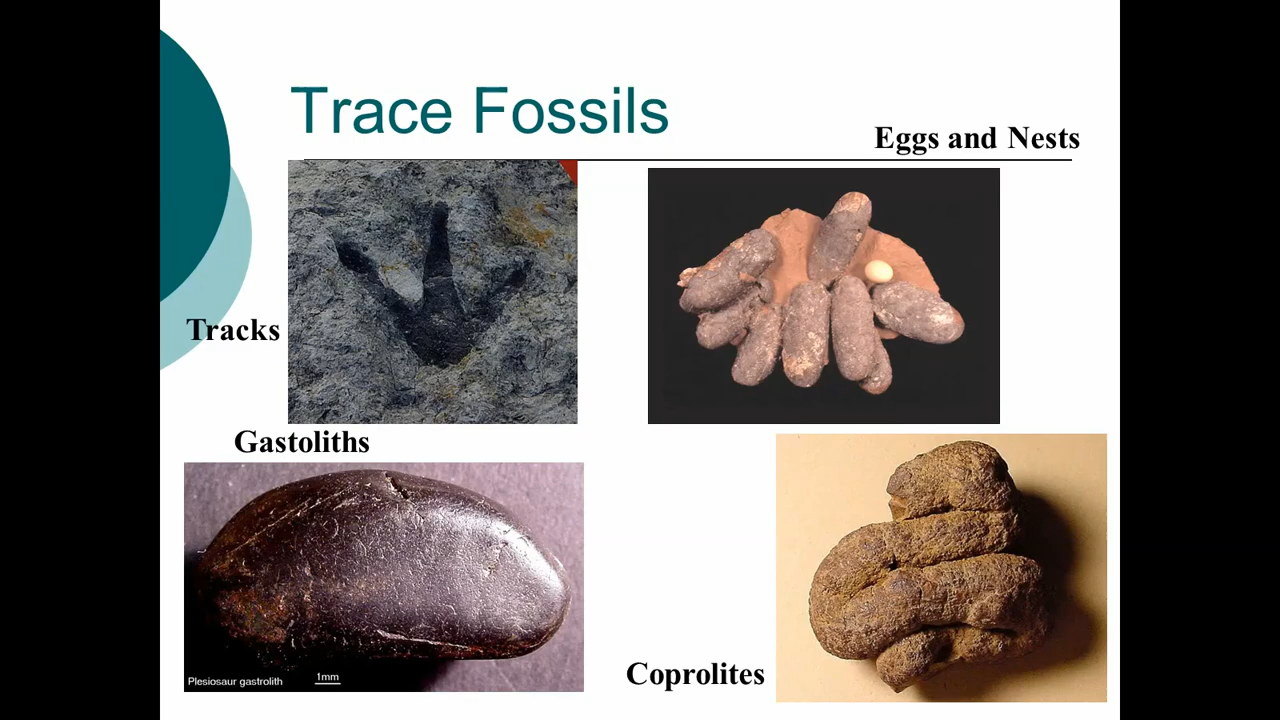 Trace Fossils
Eggs and Nests
Tracks
Gastoliths
Plesiosaur gastrolith
1mm
Coprolites